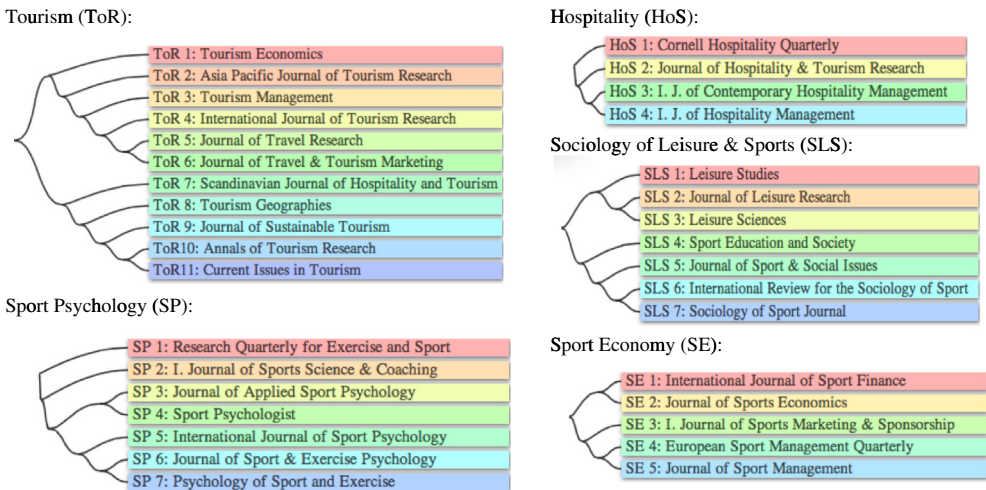 Tourism (ToR):
ToR 1: Tourism Economics
ToR 2: Asia Pacific Journal of Tourism Research
ToR 3: Tourism Management
ToR 4: International Journal of Tourism Research
ToR 5: Journal of Travel Research
ToR 6: Journal of Travel & Tourism Marketing
ToR 7: Scandinavian Journal of Hospitality and Tourism
ToR 8: Tourism Geographies
ToR 9: Journal of Sustainable Tourism
ToR10: Annals of Tourism Research
ToR11: Current Issues in Tourism
Sport Psychology (SP):
SP 1: Research Quarterly for Exercise and Sport
SP 2: I. Journal of Sports Science & Coaching
SP 3: Journal of Applied Sport Psychology
SP 4: Sport Psychologist
SP 5: International Journal of Sport Psychology
SP 6: Journal of Sport & Exercise Psychology
SP 7: Psychology of Sport and Exercise
Hospitality (HoS):
HoS 1: Cornell Hospitality Quarterly
HoS 2: Journal of Hospitality & Tourism Research
HoS 3: I. J. of Contemporary Hospitality Management
HoS 4: I. J. of Hospitality Management
Sociology of Leisure & Sports (SLS):
SLS 1: Leisure Studies
SLS 2: Journal of Leisure Research
SLS 3: Leisure Sciences
SLS 4: Sport Education and Society
SLS 5: Journal of Sport & Social Issues
SLS 6: International Review for the Sociology of Sport
SLS 7: Sociology of Sport Journal
Sport Economy (SE):
SE 1: International Journal of Sport Finance
SE 2: Journal of Sports Economics
SE 3: I. Journal of Sports Marketing & Sponsorship
SE 4: European Sport Management Quarterly
SE 5: Journal of Sport Management